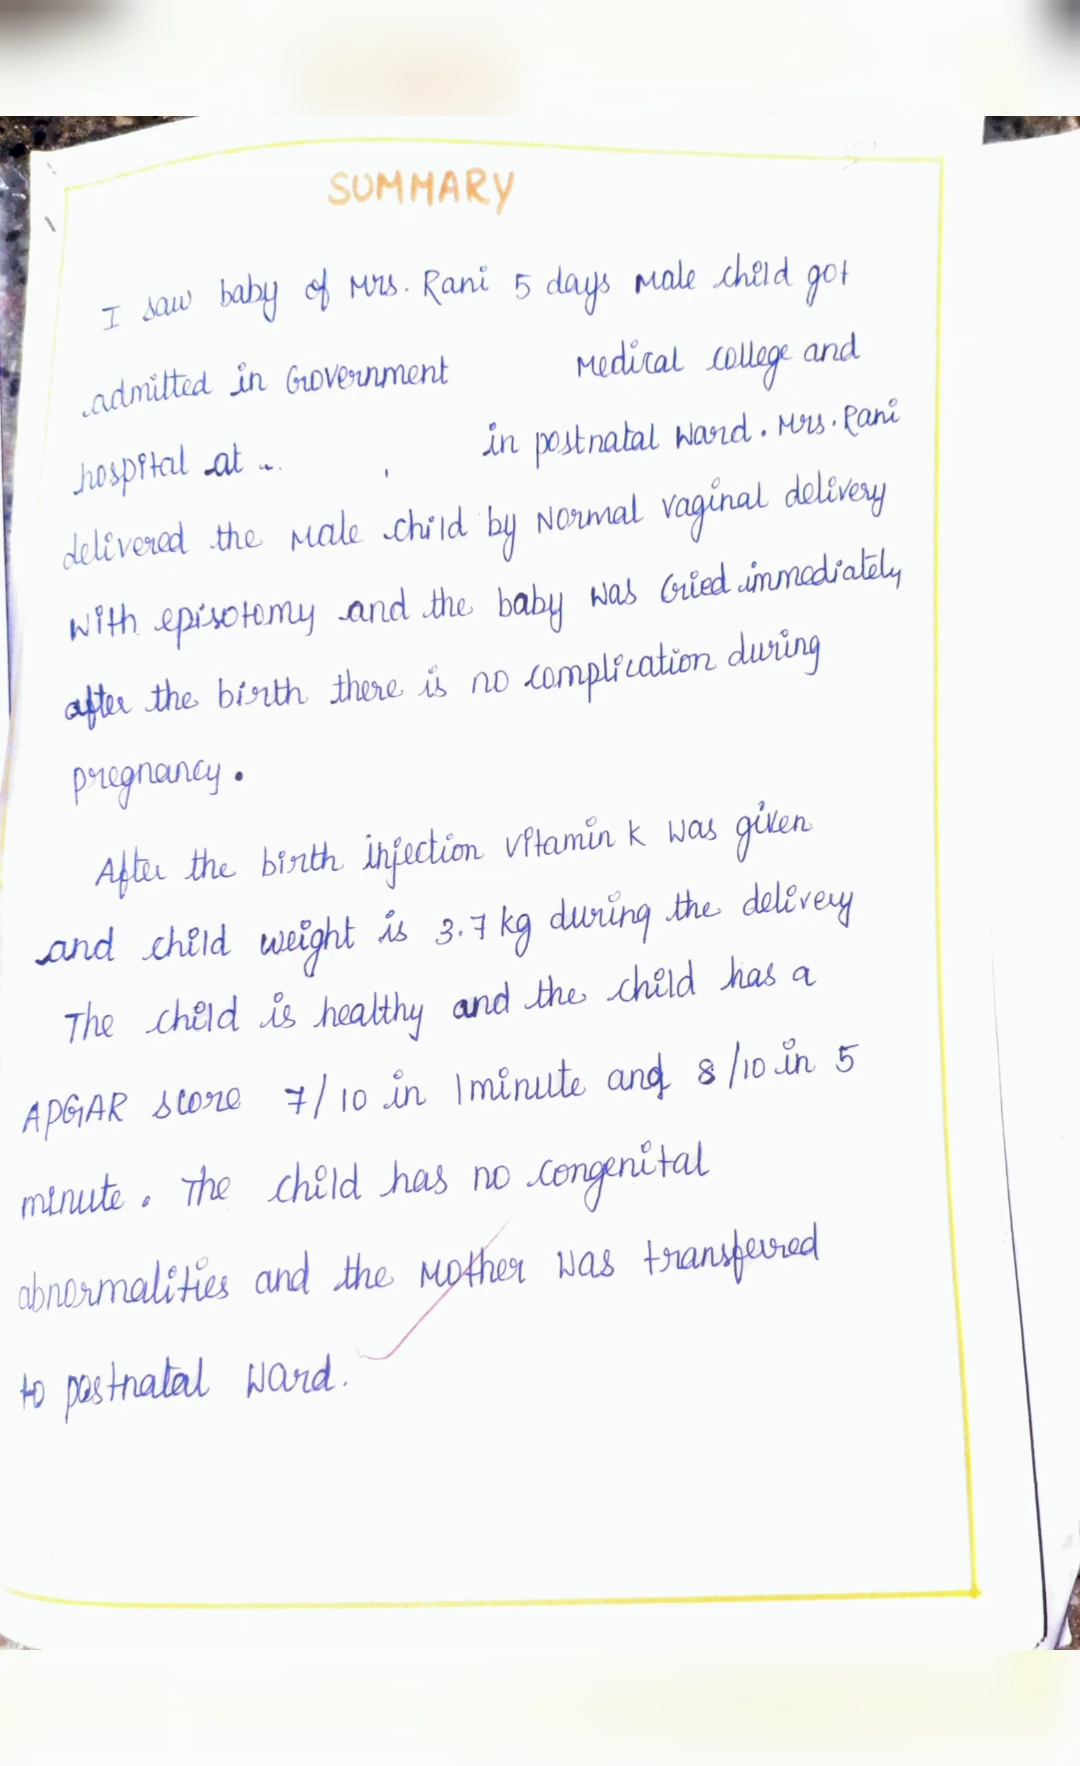 SUMMARY
I saw baby of Mrs. Rani 5 days Male child got
admitted in Government Medical college and
hospital at in postnatal ward. Mrs. Rani
delivered the Male child by Normal vaginal delivery
with episotomy and the baby was Cried immediately
after the birth there is no complication during
pregnancy.
After the birth injection vitamin K was given
and child weight is 3.7 kg during the delivery
The child is healthy and the child has a
APGAR score 7/10 in 1 minute and 8/10 in 5
minute. The child has no congenital
abnormalities and the Mother was transferred
to postnatal ward.